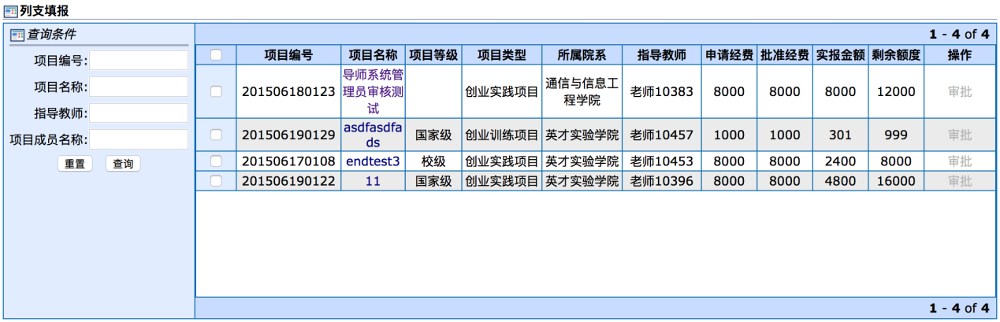 列支填报
查询条件
项目编号:
项目名称:
指导教师:
项目成员名称:
重置 查询
1 - 4 of 4
项目编号 项目名称 项目等级 项目类型 所属院系 指导教师 申请经费 批准经费 实报金额 剩余额度 操作
201506180123 导师系统管理员审核测试 创业实践项目 通信与信息工程学院 老师10383 8000 8000 8000 12000 审批
201506190129 asdfasdfads 国家级 创业训练项目 英才实验学院 老师10457 1000 1000 301 999 审批
201506170108 endtest3 校级 创业实践项目 英才实验学院 老师10453 8000 8000 2400 8000 审批
201506190122 11 国家级 创业实践项目 英才实验学院 老师10396 8000 8000 4800 16000 审批
1 - 4 of 4